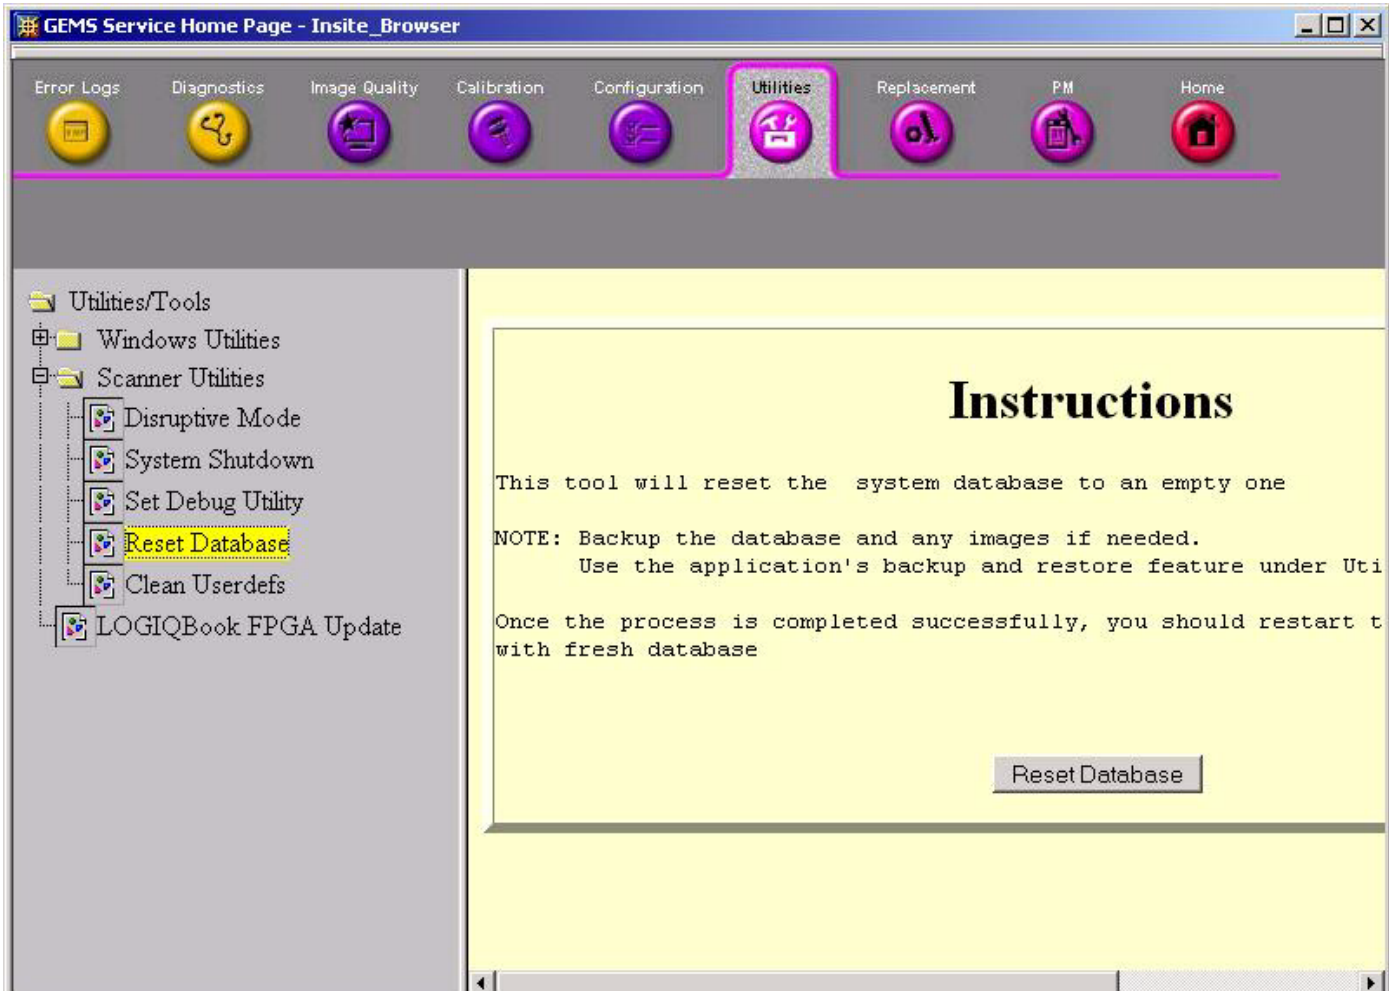 GEMS Service Home Page - Insite_Browser
Error Logs Diagnostics Image Quality Calibration Configuration Utilities Replacement PM Home
Utilities/Tools
Windows Utilities
Scanner Utilities
Disruptive Mode
System Shutdown
Set Debug Utility
Reset Database
Clean Userdefs
LOGIQBook FPGA Update
Instructions
This tool will reset the system database to an empty one
NOTE: Backup the database and any images if needed.
Use the application's backup and restore feature under Uti
Once the process is completed successfully, you should restart t
with fresh database
Reset Database